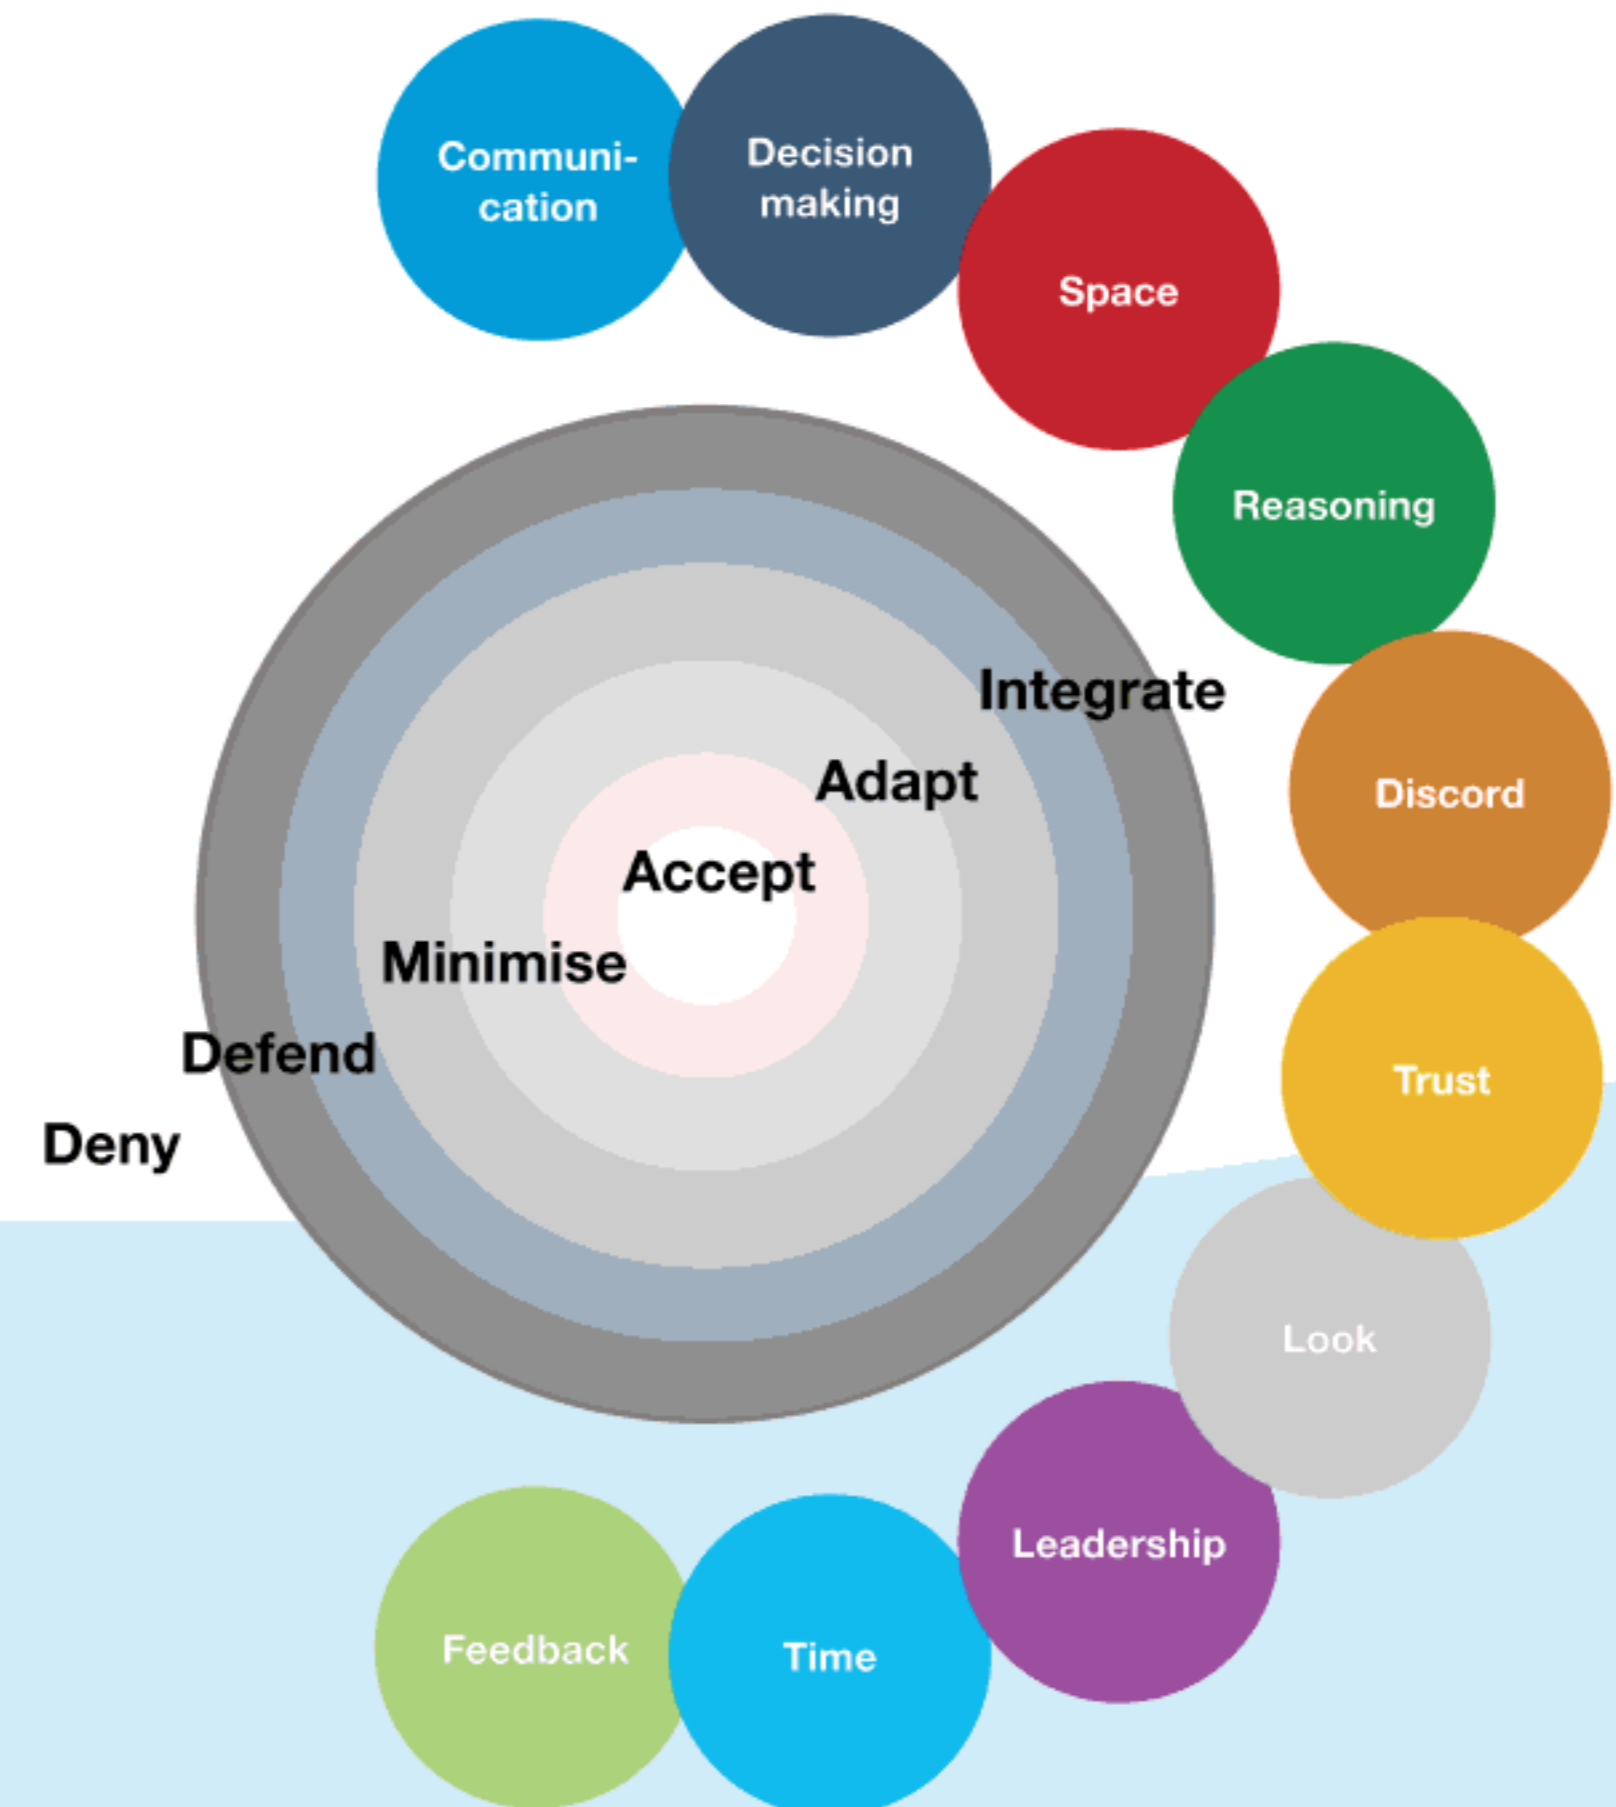 Communi-
cation
Decision
making
Space
Reasoning
Integrate
Adapt
Discord
Accept
Minimise
Defend
Trust
Deny
Look
Leadership
Feedback
Time